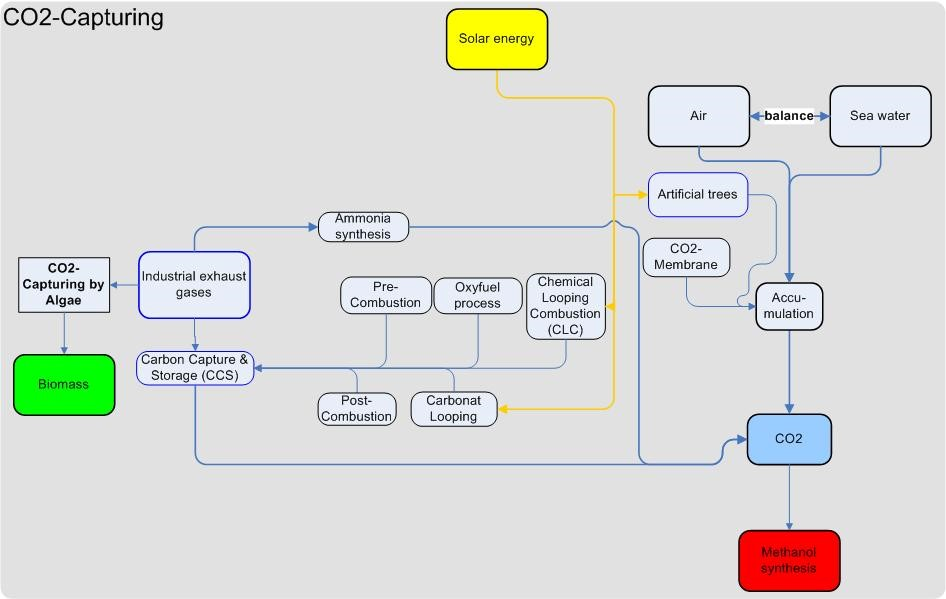 CO2-Capturing
Solar energy
Air
balance
Sea water
Artificial trees
Ammonia
synthesis
CO2-
Membrane
CO2-
Capturing by
Algae
Industrial exhaust
gases
Pre-
Combustion
Oxyfuel
process
Chemical
Looping
Combustion
(CLC)
Accu-
mulation
Carbon Capture &
Storage (CCS)
Biomass
Post-
Combustion
Carbonat
Looping
CO2
Methanol
synthesis